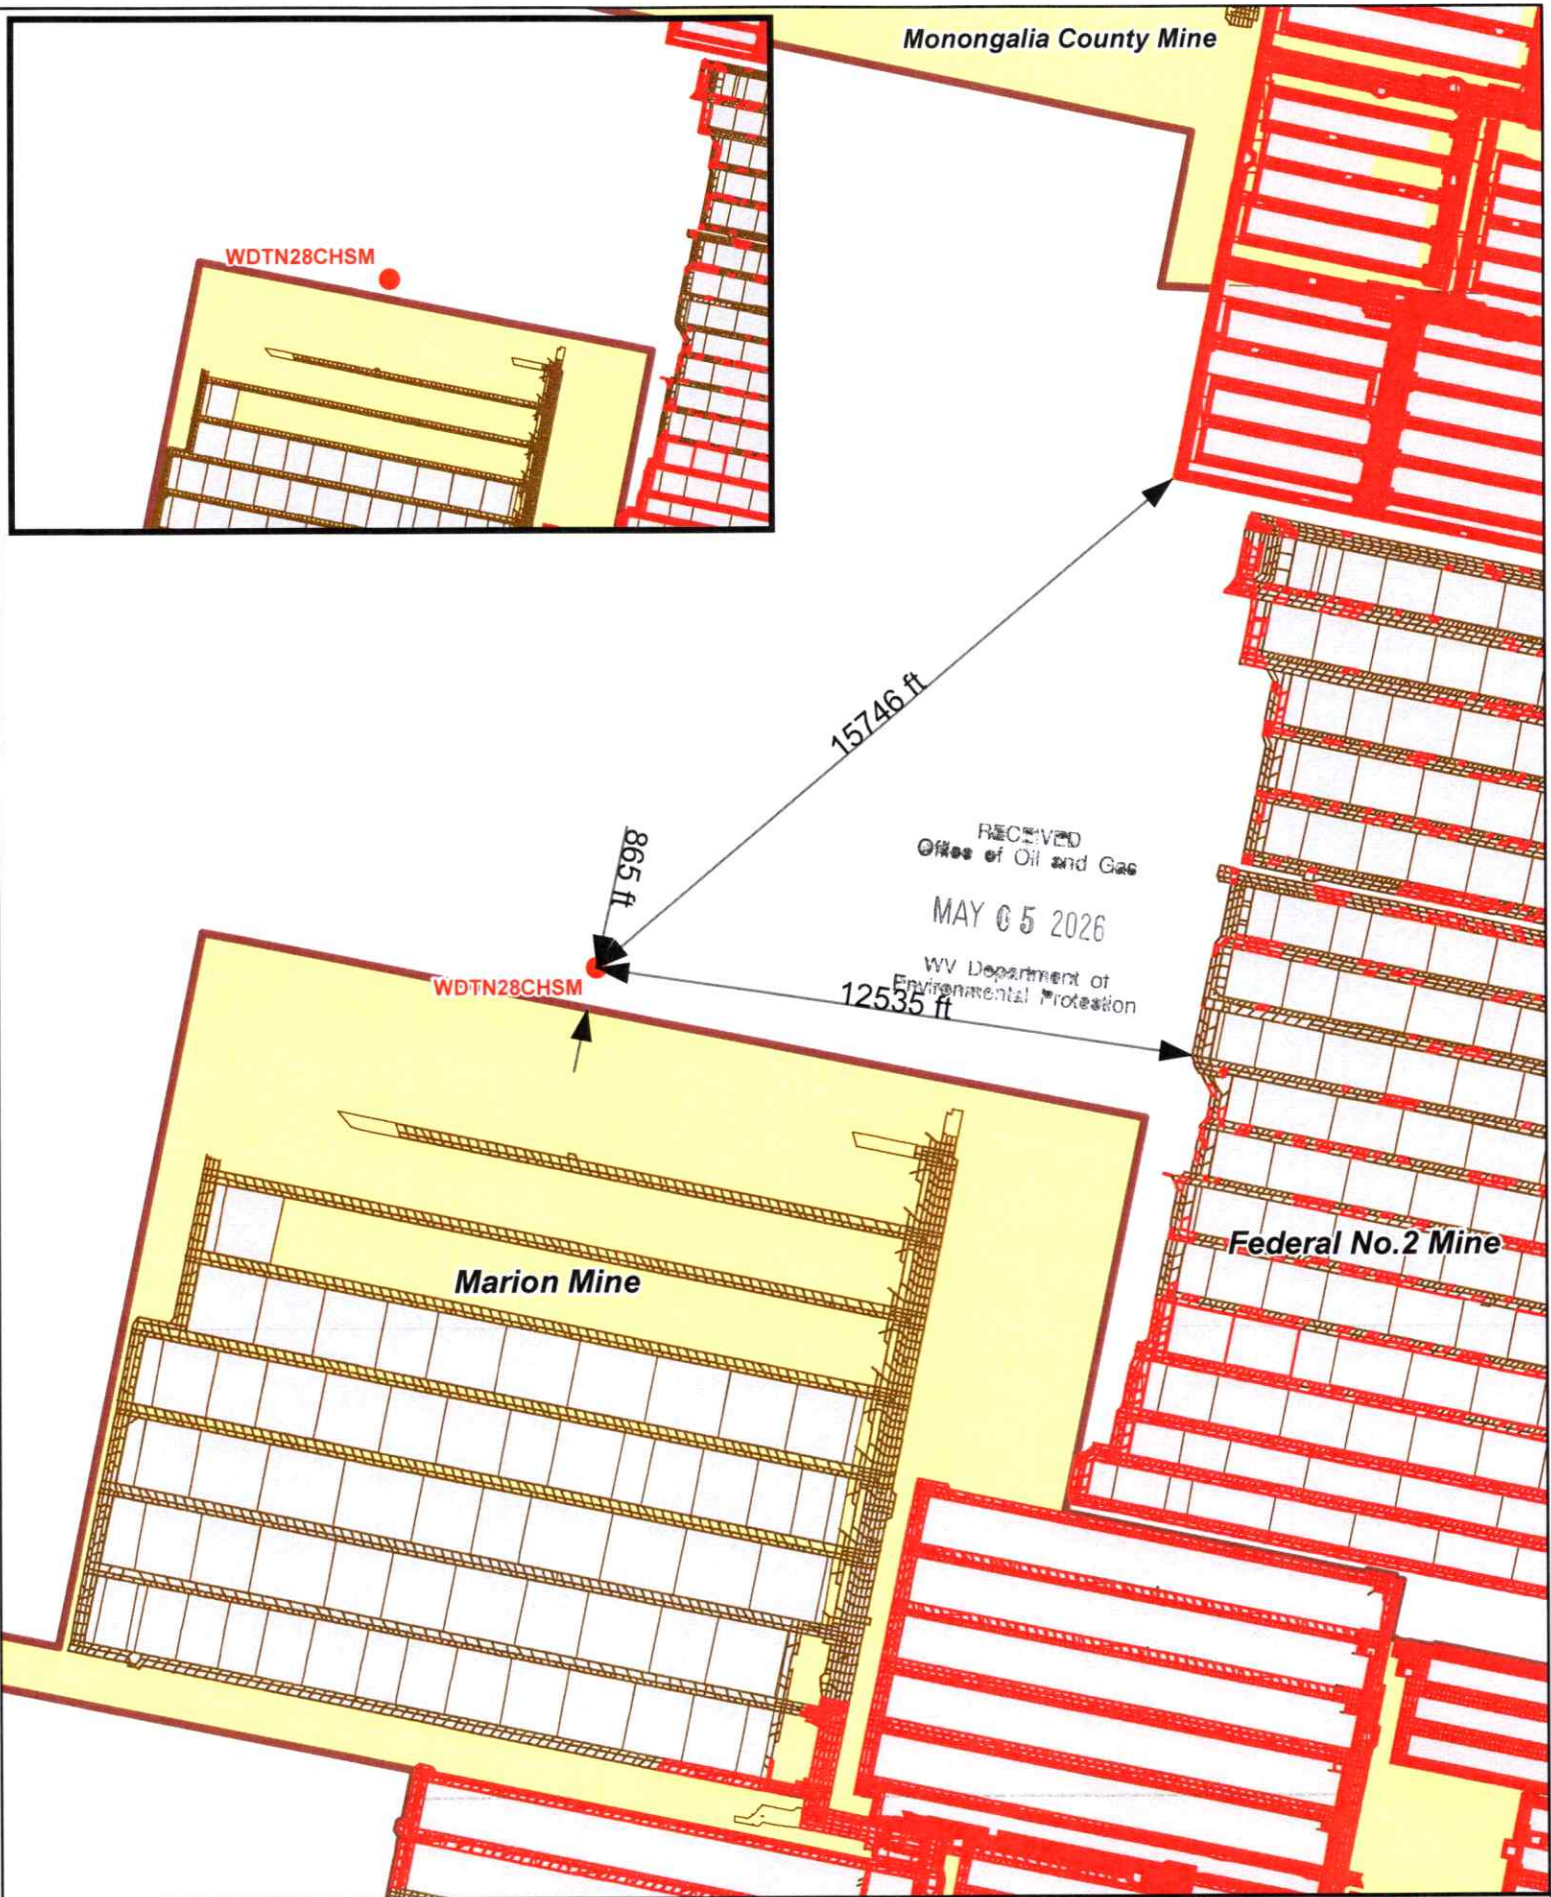 Monongalia County Mine
WDTN28CHSM
15746 ft
865 ft
RECEIVED
Office of Oil and Gas
MAY 05 2026
WV Department of
Environmental Protection
WDTN28CHSM
12535 ft
Federal No.2 Mine
Marion Mine